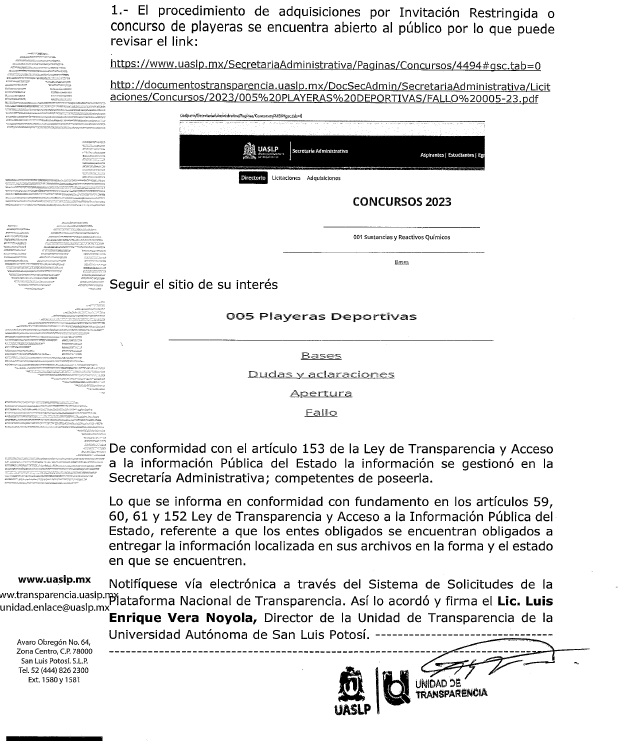 1.- El procedimiento de adquisiciones por Invitación Restringida o
concurso de playeras se encuentra abierto al público por lo que puede
revisar el link:
https://www.uaslp.mx/SecretariaAdministrativa/Paginas/Concursos/4494#gsc.tab=0
http://documentostransparencia.uaslp.mx/DocSecAdmin/SecretariaAdministrativa/Licit
aciones/Concursos/2023/005%20PLAYERAS%20DEPORTIVAS/FALLO%20005-23.pdf
UASLP
Secretaría Administrativa
Aspirentes | Estudiantes | Egr
Directorio Licitaciones Adquisiciones
CONCURSOS 2023
001 Sustancias y Reactivos Químicos
Bases
Seguir el sitio de su interés
005 Playeras Deportivas
Bases
Dudas y aclaraciones
Apertura
Fallo
De conformidad con el artículo 153 de la Ley de Transparencia y Acceso
a la información Pública del Estado la información se gestionó en la
Secretaría Administrativa; competentes de poseerla.
Lo que se informa en conformidad con fundamento en los artículos 59,
60, 61 y 152 Ley de Transparencia y Acceso a la Información Pública del
Estado, referente a que los entes obligados se encuentran obligados a
entregar la información localizada en sus archivos en la forma y el estado
en que se encuentren.
Notifíquese vía electrónica a través del Sistema de Solicitudes de la
Plataforma Nacional de Transparencia. Así lo acordó y firma el Lic. Luis
Enrique Vera Noyola, Director de la Unidad de Transparencia de la
Universidad Autónoma de San Luis Potosí.
www.uaslp.mx
ww.transparencia.uaslp.mx
unidad.enlace@uaslp.mx
Avaro Obregón No. 64,
Zona Centro, C.P. 78000
San Luis Potosí. S.L.P.
Tel. 52 (444) 826 2300
Ext. 1580 y 1581
UASLP
UNIDAD DE
TRANSPARENCIA